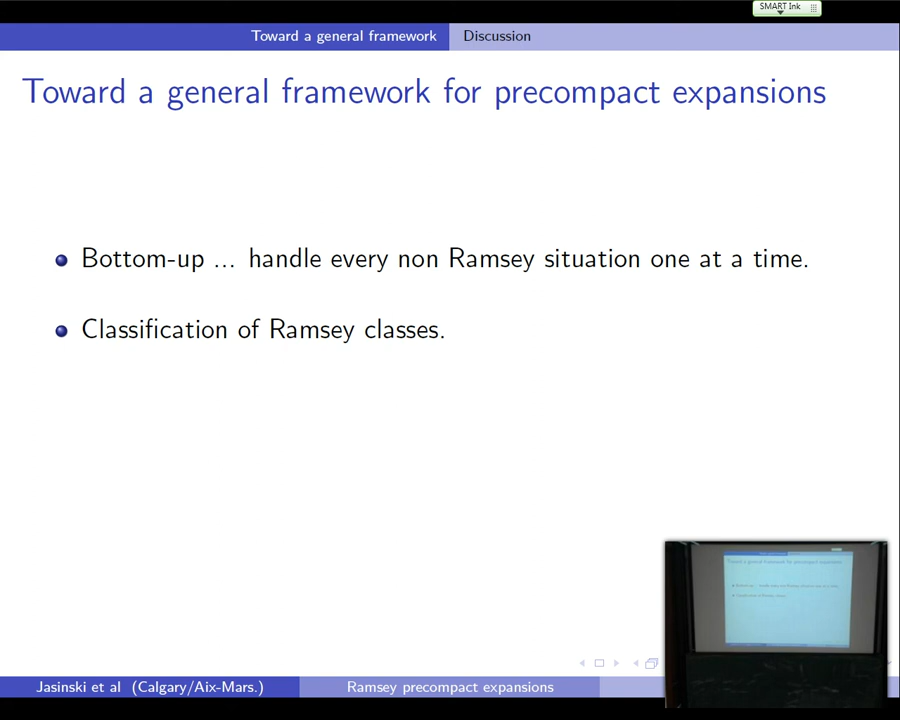 SMART Ink
Toward a general framework Discussion
Toward a general framework for precompact expansions
Bottom-up ... handle every non Ramsey situation one at a time.
Classification of Ramsey classes.
Jasinski et al (Calgary/Aix-Mars.) Ramsey precompact expansions